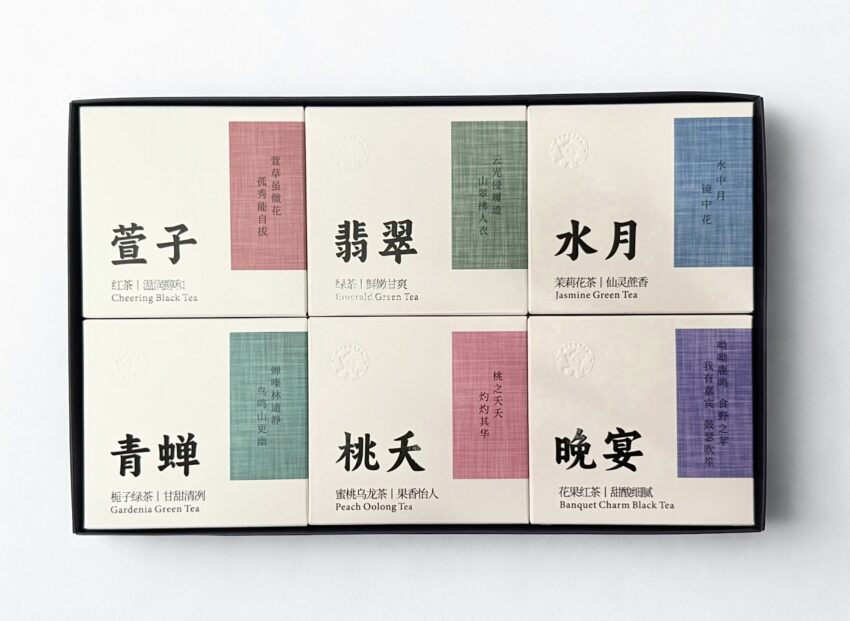 萱草虽微花
孤秀能自拔
萱子
红茶｜温润醇和
Cheering Black Tea
云光侵履迹
山翠拂人衣
翡翠
绿茶｜鲜嫩甘爽
Emerald Green Tea
水中月
镜中花
水月
茉莉花茶｜仙灵蔗香
Jasmine Green Tea
蝉噪林逾静
鸟鸣山更幽
青蝉
栀子绿茶｜甘甜清冽
Gardenia Green Tea
桃之夭夭
灼灼其华
桃夭
蜜桃乌龙茶｜果香怡人
Peach Oolong Tea
呦呦鹿鸣 食野之苹
我有嘉宾 鼓瑟吹笙
晚宴
花果红茶｜甜酸细腻
Banquet Charm Black Tea